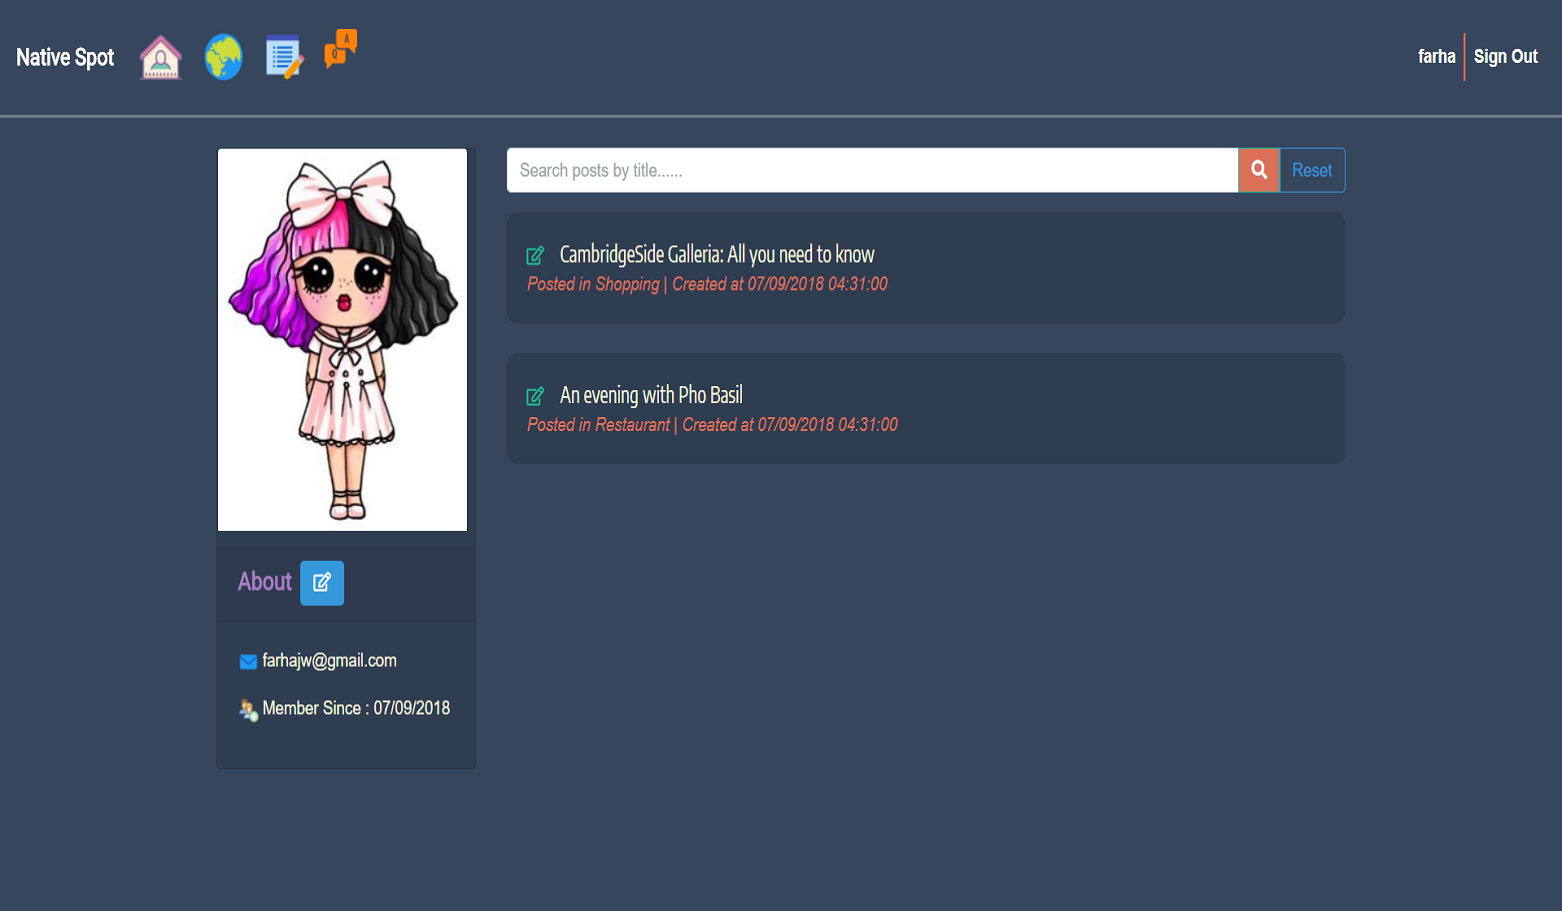 Native Spot
A
Q
farha
Sign Out
Search posts by title......
Reset
CambridgeSide Galleria: All you need to know
Posted in Shopping | Created at 07/09/2018 04:31:00
An evening with Pho Basil
Posted in Restaurant | Created at 07/09/2018 04:31:00
About
farhajw@gmail.com
Member Since : 07/09/2018